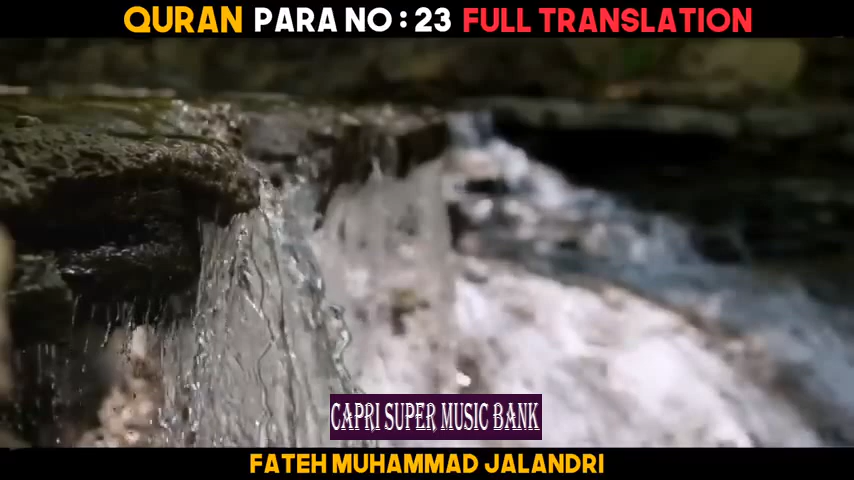 QURAN PARA NO : 23 FULL TRANSLATION
CAPRI SUPER MUSIC BANK
FATEH MUHAMMAD JALANDRI